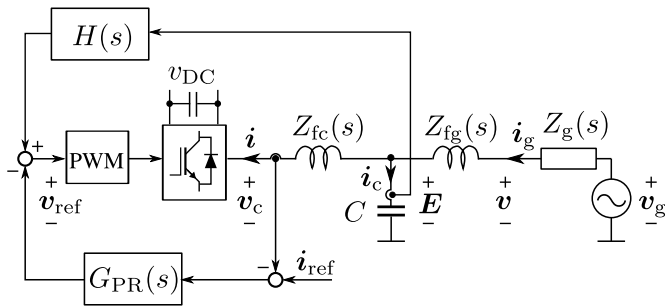 H(s)
v_DC
Z_fc(s)
Z_fg(s)
i_g
Z_g(s)
i
+
−
PWM
i_c
+
−
v_ref
+
−
v_c
C
+
−
E
+
−
v
+
−
v_g
G_PR(s)
−
i_ref